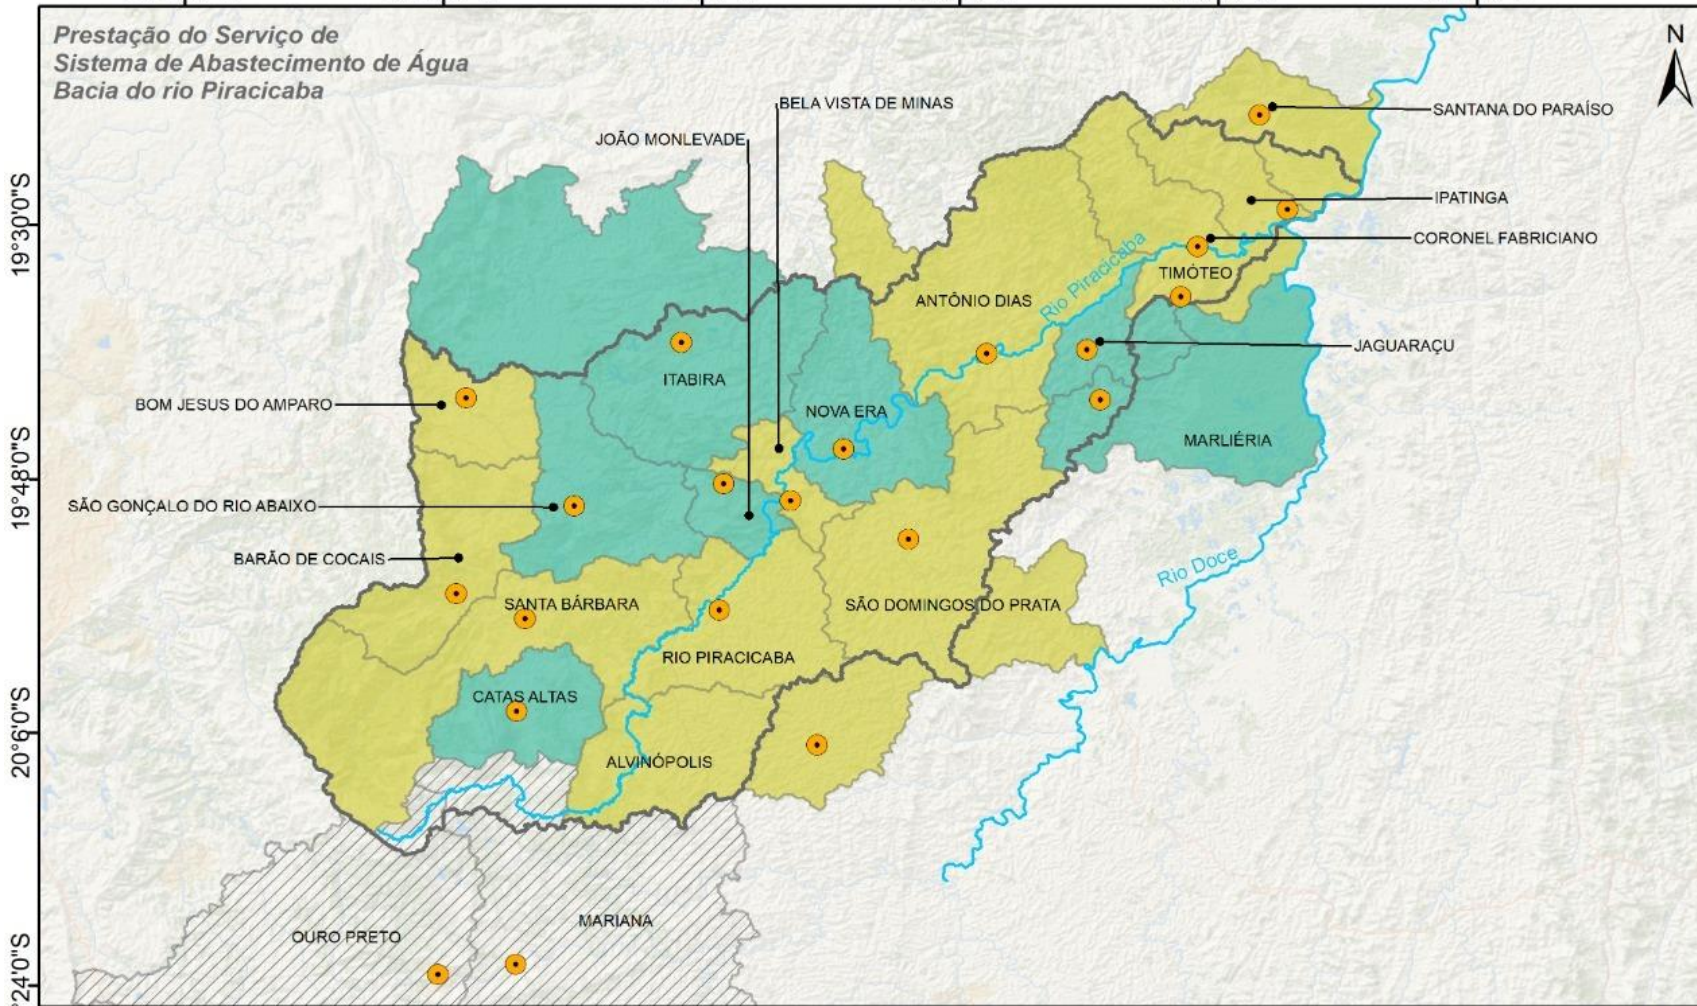 Prestação do Serviço de
Sistema de Abastecimento de Água
Bacia do rio Piracicaba
N
BELA VISTA DE MINAS
SANTANA DO PARAÍSO
JOÃO MONLEVADE
IPATINGA
19°30'0"S
CORONEL FABRICIANO
Rio Piracicaba
TIMÓTEO
ANTÔNIO DIAS
JAGUARAÇU
ITABIRA
BOM JESUS DO AMPARO
NOVA ERA
MARLIÉRIA
19°48'0"S
SÃO GONÇALO DO RIO ABAIXO
BARÃO DE COCAIS
Rio Doce
SANTA BÁRBARA
SÃO DOMINGOS DO PRATA
RIO PIRACICABA
CATAS ALTAS
20°6'0"S
ALVINÓPOLIS
MARIANA
OURO PRETO
°24'0"S